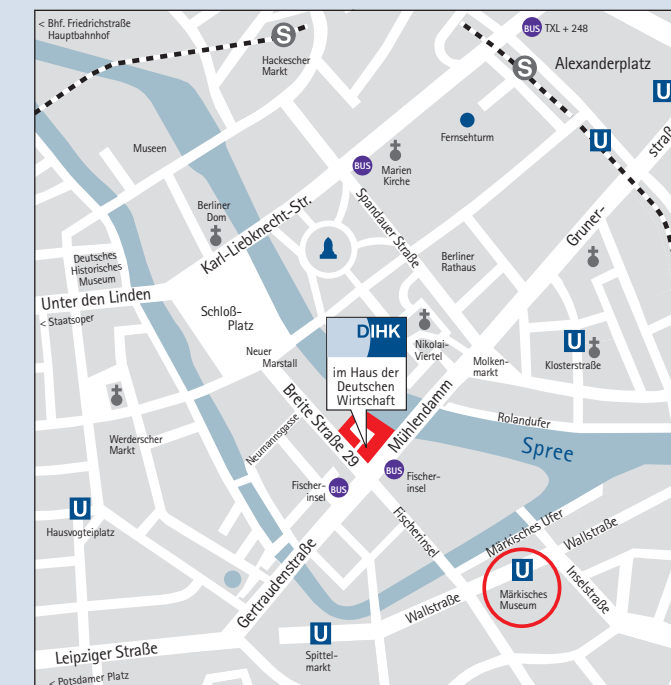 < Bhf. Friedrichstraße
Hauptbahnhof
S
Hackescher
Markt
BUS TXL + 248
S
Alexanderplatz
U
U
Fernsehturm
Museen
BUS
Marien
Kirche
straß
Berliner
Dom
Karl-Liebknecht-Str.
Spandauer Straße
Gruner-
Deutsches
Historisches
Museum
Berliner
Rathaus
Unter den Linden
< Staatsoper
Schloß-
Platz
DIHK
im Haus der
Deutschen
Wirtschaft
Nikolai-
Viertel
U
Klosterstraße
Neuer
Marstall
Molken-
markt
Breite Straße 29
Mühlendamm
Neumannsgasse
Rolandufer
Spree
Werderscher
Markt
BUS
Fischer-
insel
Fischer-
insel
BUS
U
Hausvogteiplatz
Fischerinsel
Märkisches Ufer
Wallstraße
Gertraudenstraße
U
Märkisches
Museum
Inselstraße
Wallstraße
U
Spittel-
markt
Leipziger Straße
< Potsdamer Platz